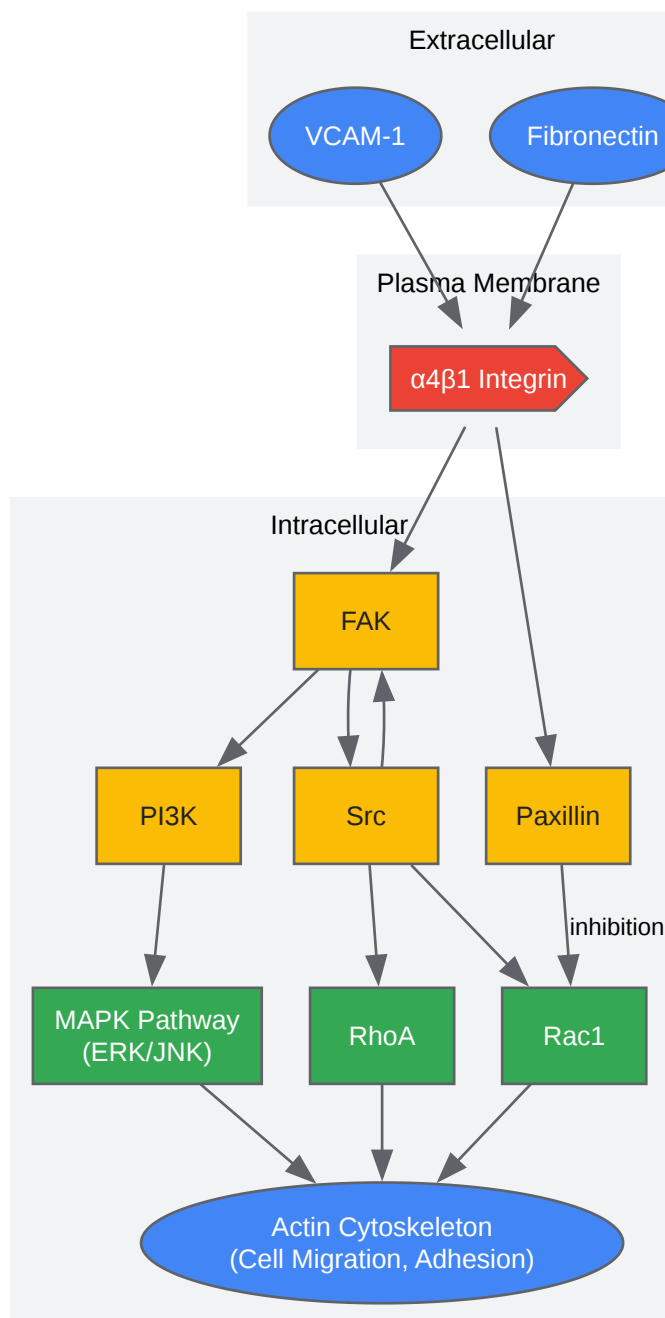 Extracellular
VCAM-1
Fibronectin
Plasma Membrane
α4β1 Integrin
Intracellular
FAK
PI3K
Src
Paxillin
inhibition
MAPK Pathway
(ERK/JNK)
RhoA
Rac1
Actin Cytoskeleton
(Cell Migration, Adhesion)